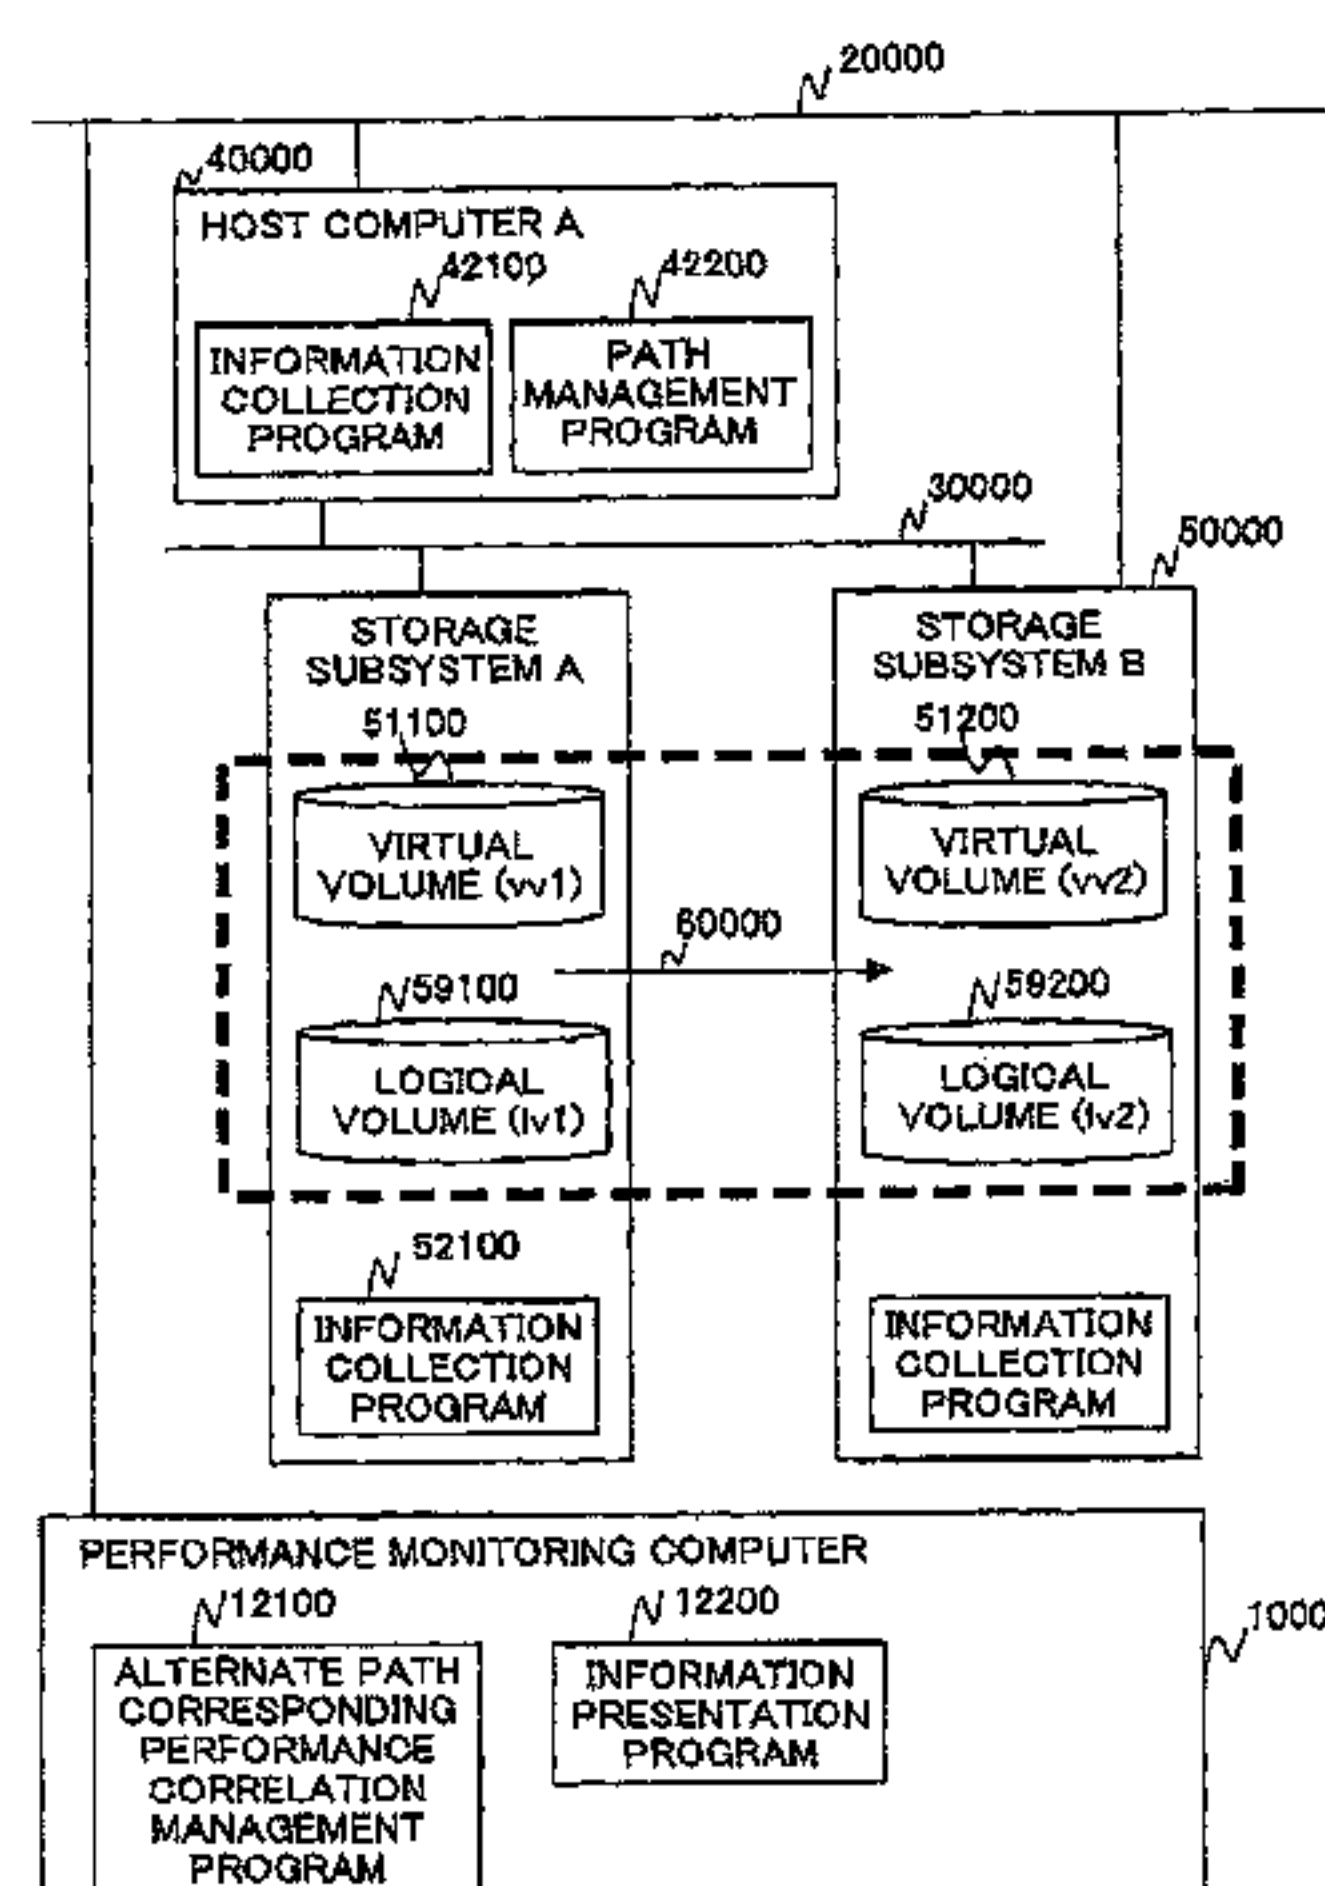 20000
40000
HOST COMPUTER A
42100
42200
INFORMATION
COLLECTION
PROGRAM
PATH
MANAGEMENT
PROGRAM
30000
50000
STORAGE
SUBSYSTEM A
STORAGE
SUBSYSTEM B
51100
51200
VIRTUAL
VOLUME (vv1)
VIRTUAL
VOLUME (vv2)
60000
59100
59200
LOGICAL
VOLUME (lv1)
LOGICAL
VOLUME (lv2)
52100
INFORMATION
COLLECTION
PROGRAM
INFORMATION
COLLECTION
PROGRAM
PERFORMANCE MONITORING COMPUTER
12100
12200
1000
ALTERNATE PATH
CORRESPONDING
PERFORMANCE
CORRELATION
MANAGEMENT
PROGRAM
INFORMATION
PRESENTATION
PROGRAM